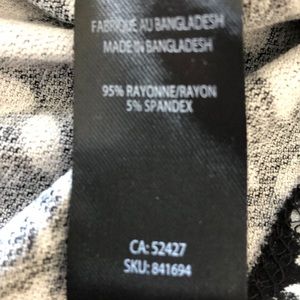 FABRIQUÉ AU BANGLADESH
MADE IN BANGLADESH
95% RAYONNE/RAYON
5% SPANDEX
CA: 52427
SKU: 841694